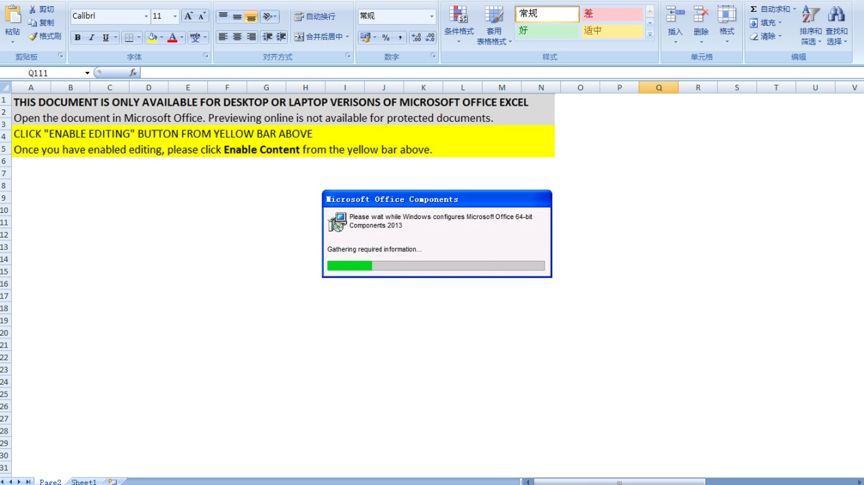 剪切
复制
格式刷
粘贴
剪贴板
Calibri
11
A A
B I U
A
字体
自动换行
合并后居中
对齐方式
常规
% ,
数字
条件格式
套用
表格格式
常规
差
好
适中
样式
插入
删除
格式
单元格
Σ 自动求和
填充
清除
排序和
筛选
查找和
选择
编辑
Q111
fx
A B C D E F G H I J K L M N O P Q R S T U V
1
2
3
4
5
6
7
8
9
10
11
12
13
14
15
16
17
18
19
20
21
22
23
24
25
26
27
28
29
30
31
THIS DOCUMENT IS ONLY AVAILABLE FOR DESKTOP OR LAPTOP VERISONS OF MICROSOFT OFFICE EXCEL
Open the document in Microsoft Office. Previewing online is not available for protected documents.
CLICK "ENABLE EDITING" BUTTON FROM YELLOW BAR ABOVE
Once you have enabled editing, please click Enable Content from the yellow bar above.
Microsoft Office Components
Please wait while Windows configures Microsoft Office 64-bit
Components 2013
Gathering required information...
Page2 Sheet1